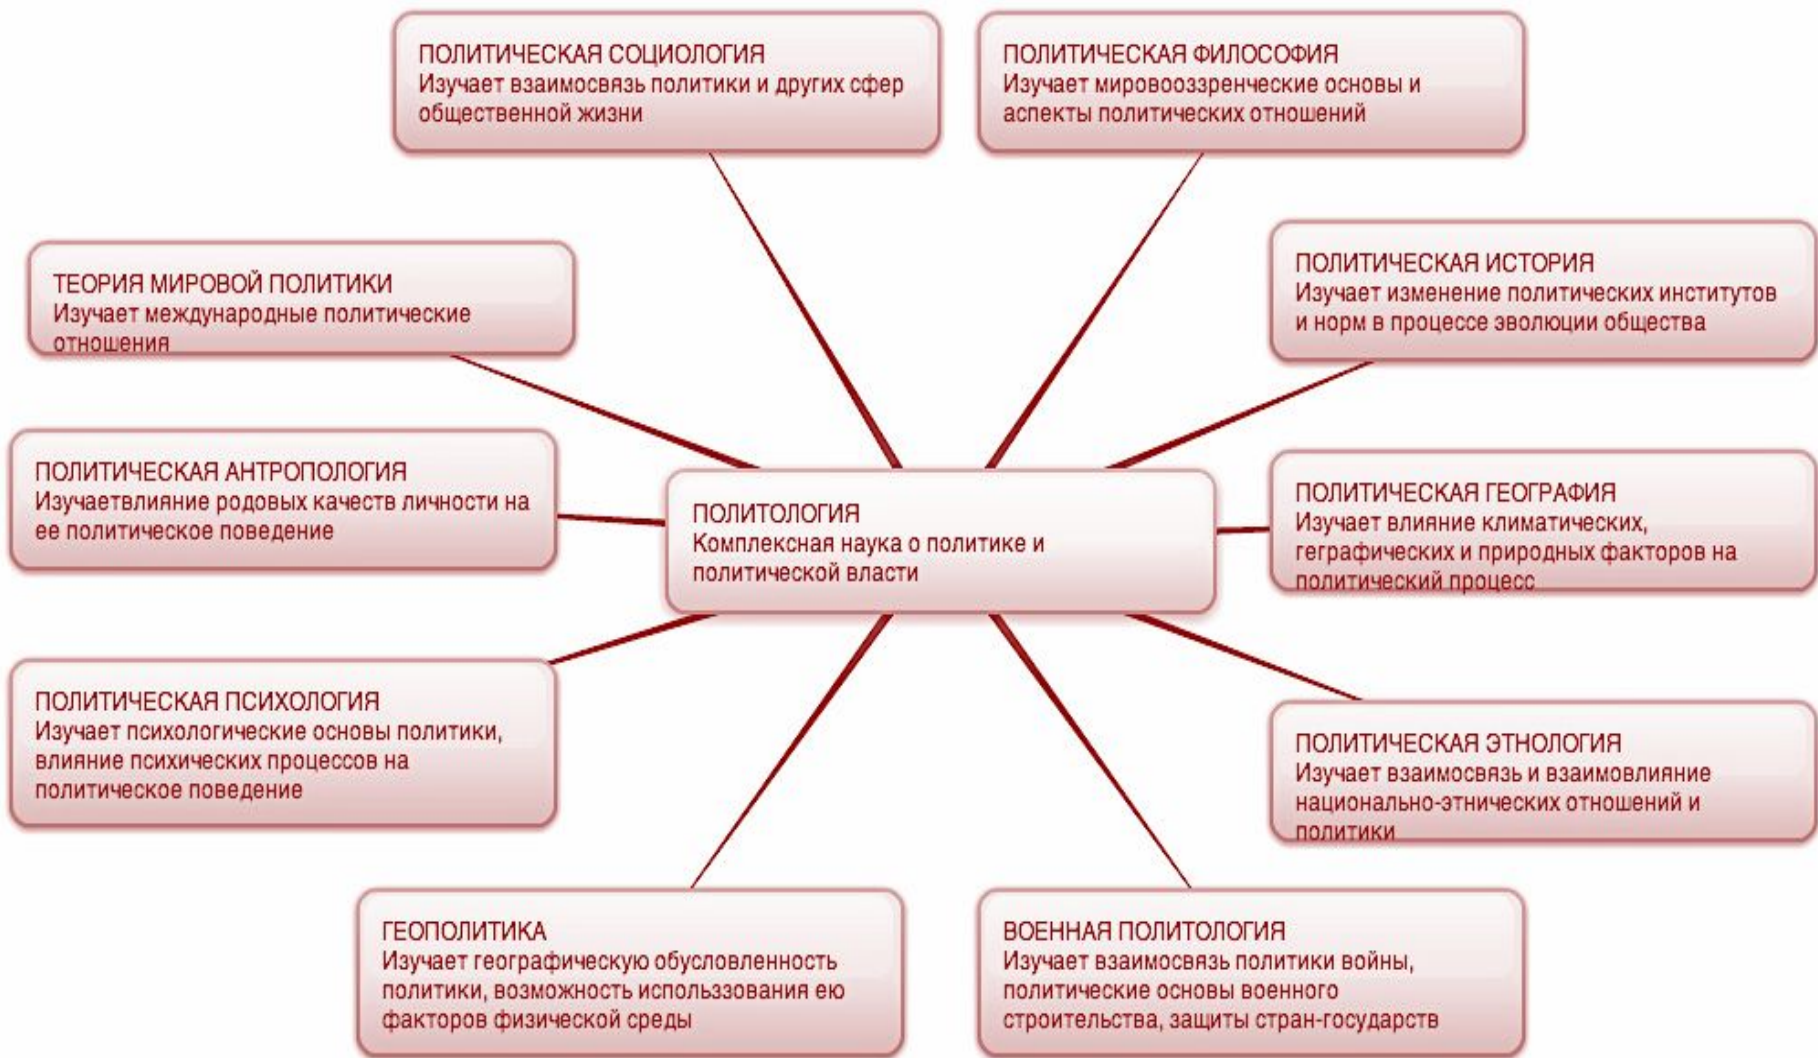 ПОЛИТИЧЕСКАЯ СОЦИОЛОГИЯ
Изучает взаимосвязь политики и других сфер
общественной жизни
ПОЛИТИЧЕСКАЯ ФИЛОСОФИЯ
Изучает мировооззренческие основы и
аспекты политических отношений
ТЕОРИЯ МИРОВОЙ ПОЛИТИКИ
Изучает международные политические
отношения
ПОЛИТИЧЕСКАЯ ИСТОРИЯ
Изучает изменение политических институтов
и норм в процессе эволюции общества
ПОЛИТИЧЕСКАЯ АНТРОПОЛОГИЯ
Изучаетвлияние родовых качеств личности на
ее политическое поведение
ПОЛИТОЛОГИЯ
Комплексная наука о политике и
политической власти
ПОЛИТИЧЕСКАЯ ГЕОГРАФИЯ
Изучает влияние климатических,
геграфических и природных факторов на
политический процесс
ПОЛИТИЧЕСКАЯ ПСИХОЛОГИЯ
Изучает психологические основы политики,
влияние психических процессов на
политическое поведение
ПОЛИТИЧЕСКАЯ ЭТНОЛОГИЯ
Изучает взаимосвязь и взаимовлияние
национально-этнических отношений и
политики
ГЕОПОЛИТИКА
Изучает географическую обусловленность
политики, возможность использзования ею
факторов физической среды
ВОЕННАЯ ПОЛИТОЛОГИЯ
Изучает взаимосвязь политики войны,
политические основы военного
строительства, защиты стран-государств